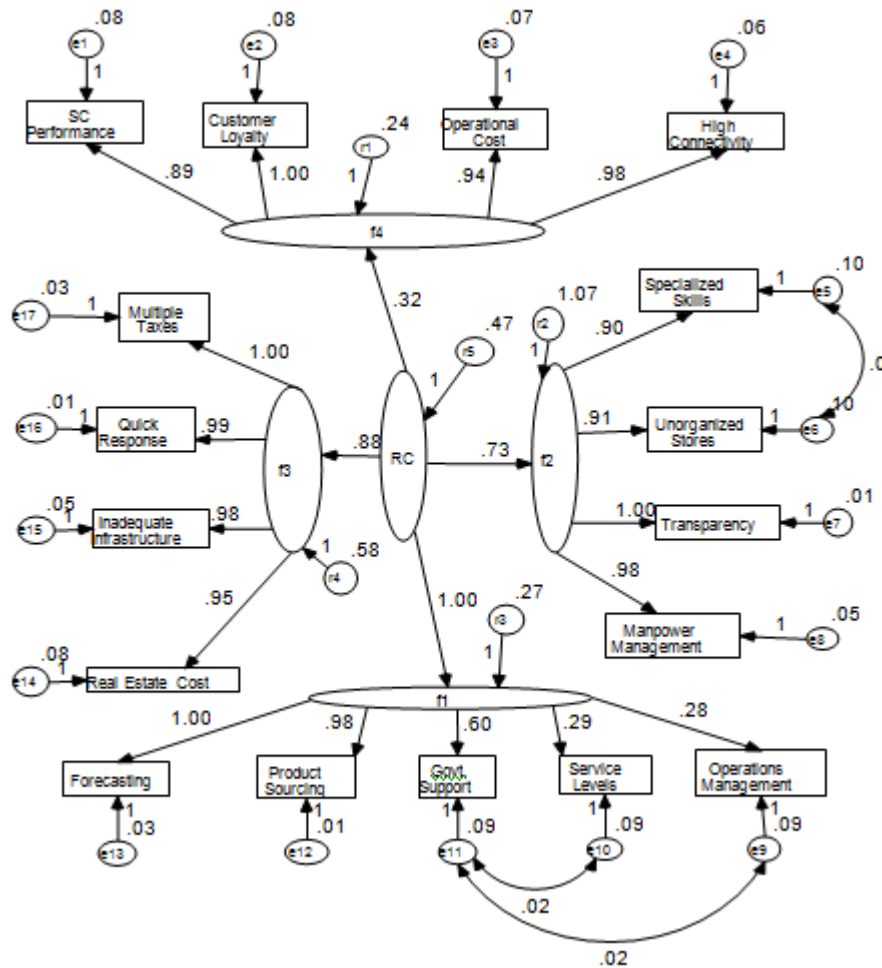 .08
.08
.07
.06
e1
e2
e3
e4
1
1
1
1
SC
Performance
Customer
Loyalty
Operational
Cost
High
Connectivity
.24
r1
1
.89
1.00
.94
.98
f4
.03
e17
1
Multiple
Taxes
.32
1.07
r2
1
.47
r5
1
Specialized
Skills
1
.10
e5
.90
1.00
.01
e16
1
Quick
Response
.99
.88
RC
.73
f3
f2
.91
Unorganized
Stores
1
.10
e6
.0
.05
e15
1
Inadequate
Infrastructure
.98
1.00
Transparency
1
.01
e7
1
.58
r4
.95
.98
1.00
.27
r3
1
Manpower
Management
1
.05
e8
.08
e14
1
Real Estate Cost
f1
1.00
.98
.60
.29
.28
Forecasting
Product
Sourcing
Govt.
Support
Service
Levels
Operations
Management
1
1
1
1
1
.03
.01
.09
.09
.09
e13
e12
e11
e10
e9
.02
.02